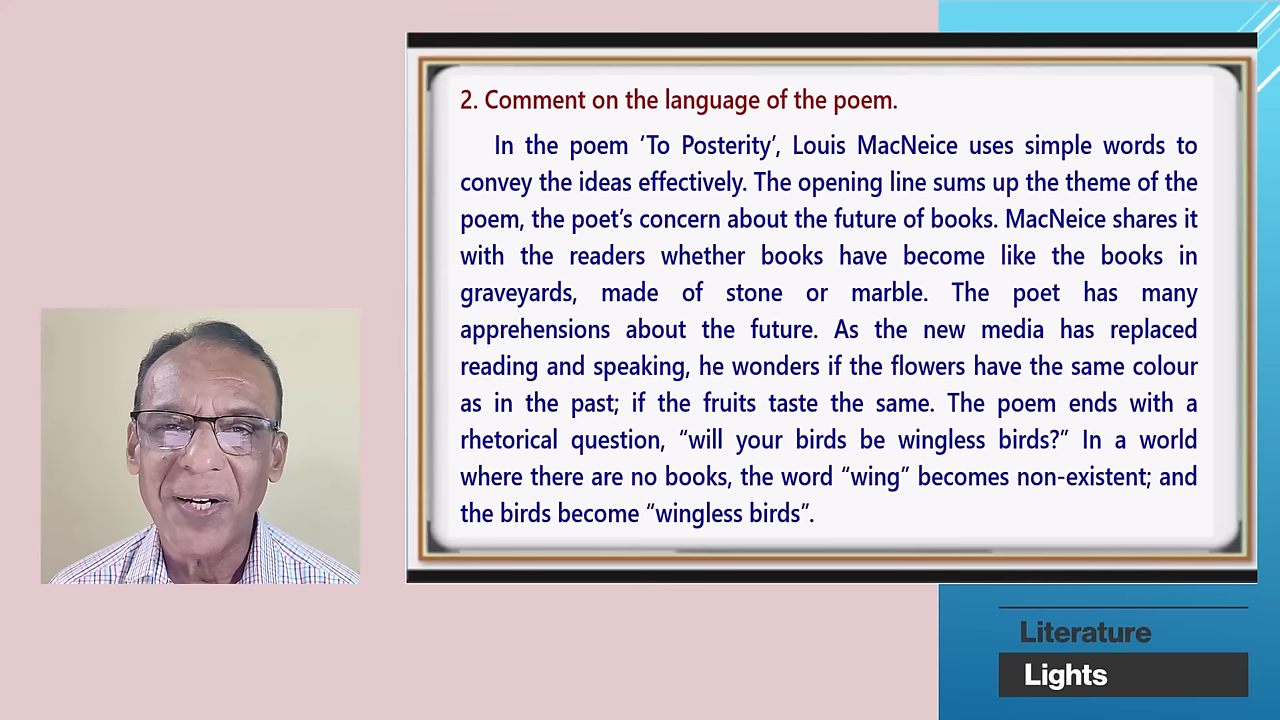 2. Comment on the language of the poem.
In the poem ‘To Posterity’, Louis MacNeice uses simple words to
convey the ideas effectively. The opening line sums up the theme of the
poem, the poet’s concern about the future of books. MacNeice shares it
with the readers whether books have become like the books in
graveyards, made of stone or marble. The poet has many
apprehensions about the future. As the new media has replaced
reading and speaking, he wonders if the flowers have the same colour
as in the past; if the fruits taste the same. The poem ends with a
rhetorical question, “will your birds be wingless birds?” In a world
where there are no books, the word “wing” becomes non-existent; and
the birds become “wingless birds”.
Literature
Lights